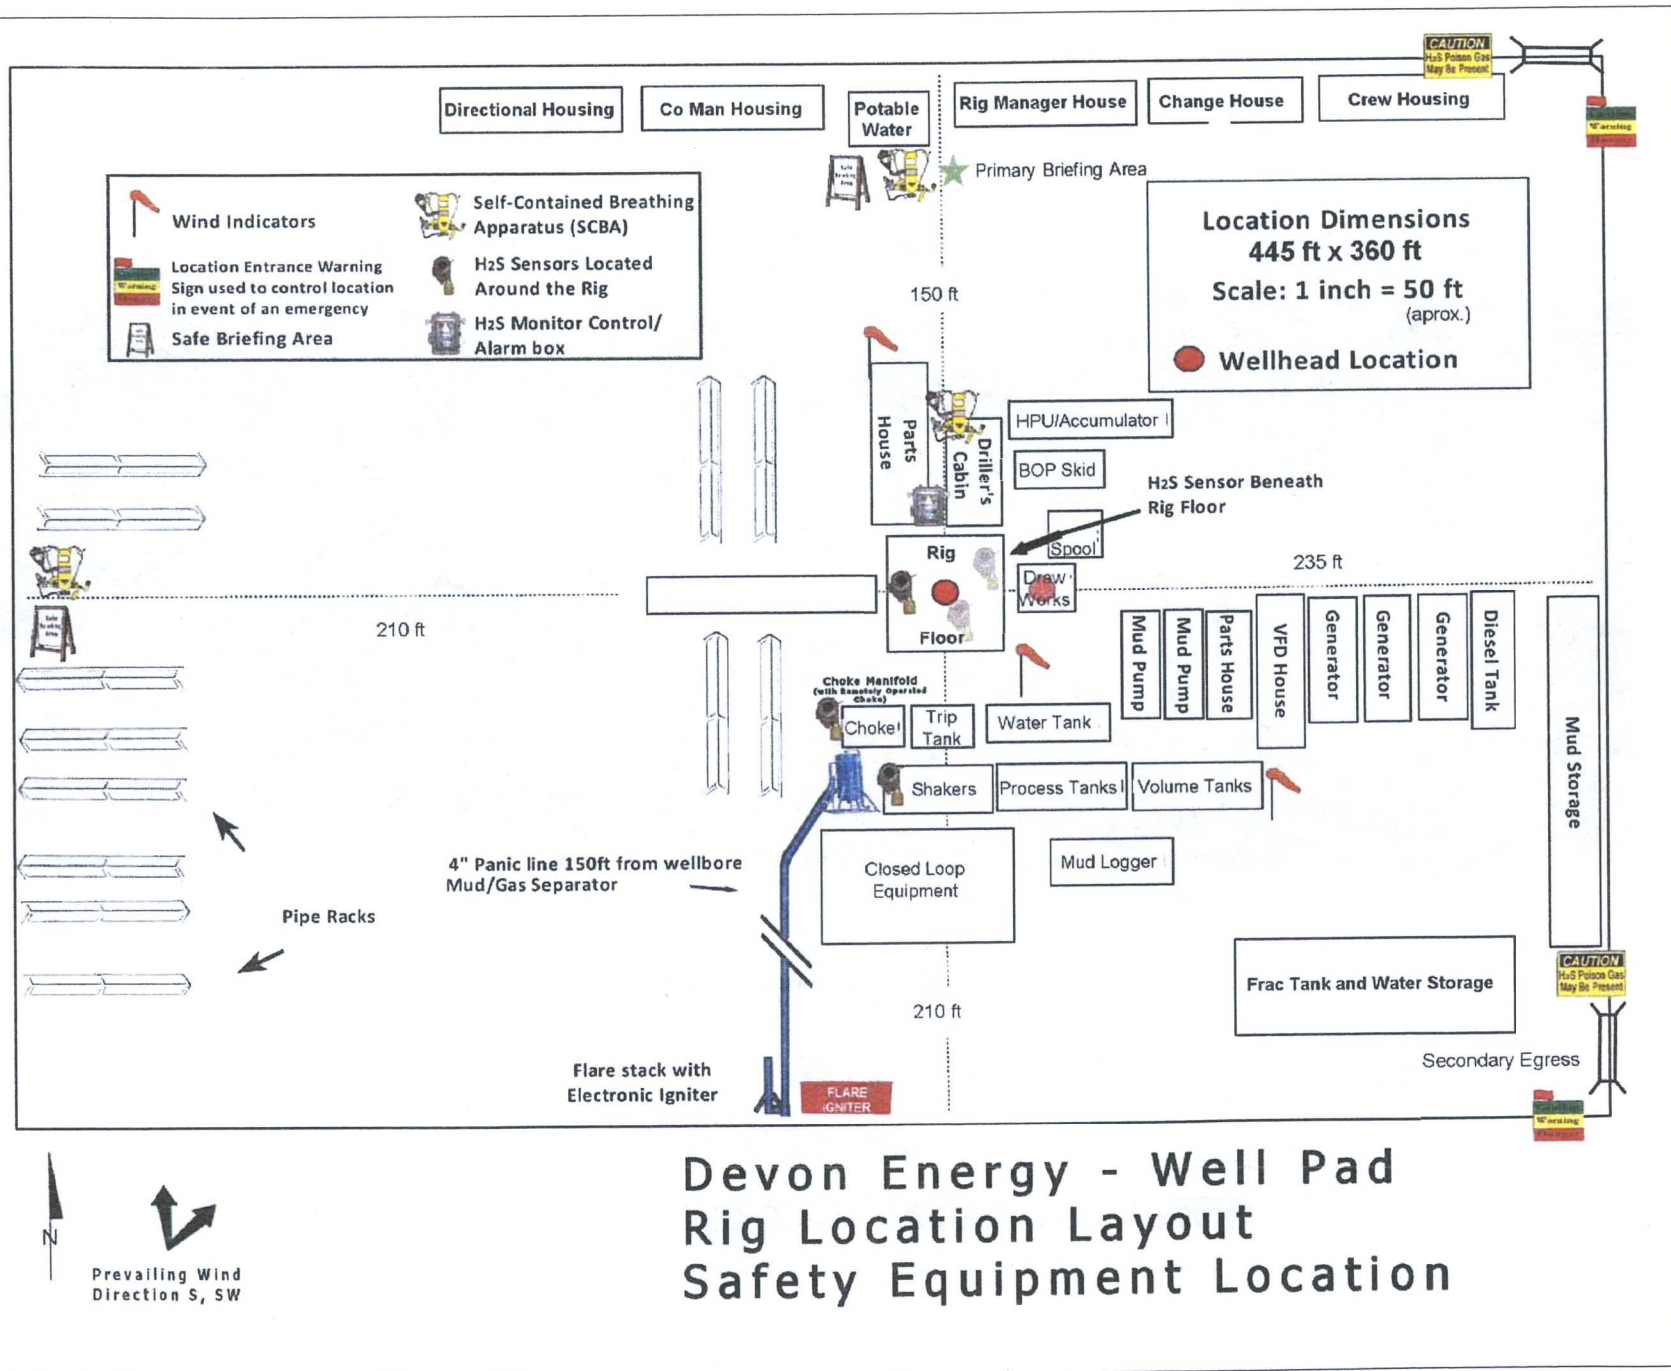 CAUTION
H2S Poison Gas
May Be Present
Directional Housing
Co Man Housing
Potable
Water
Rig Manager House
Change House
Crew Housing
Warning
Primary Briefing Area
Wind Indicators
Self-Contained Breathing
Apparatus (SCBA)
Warning
Location Entrance Warning
Sign used to control location
in event of an emergency
H2S Sensors Located
Around the Rig
Safe Briefing Area
H2S Monitor Control/
Alarm box
Location Dimensions
445 ft x 360 ft
Scale: 1 inch = 50 ft
(aprox.)
Wellhead Location
150 ft
Parts
House
Driller's
Cabin
HPU/Accumulator
BOP Skid
H2S Sensor Beneath
Rig Floor
Spool
Rig
Floor
Draw
Works
235 ft
210 ft
Mud Pump
Mud Pump
Parts House
VFD House
Generator
Generator
Generator
Diesel Tank
Mud Storage
Choke Manifold
(with Remotely Operated
Choke)
Choke
Trip
Tank
Water Tank
Shakers
Process Tanks
Volume Tanks
4" Panic line 150ft from wellbore
Mud/Gas Separator
Closed Loop
Equipment
Mud Logger
Pipe Racks
Frac Tank and Water Storage
CAUTION
H2S Poison Gas
May Be Present
210 ft
Secondary Egress
Flare stack with
Electronic Igniter
FLARE
IGNITER
Warning
N
Prevailing Wind
Direction S, SW
Devon Energy - Well Pad
Rig Location Layout
Safety Equipment Location